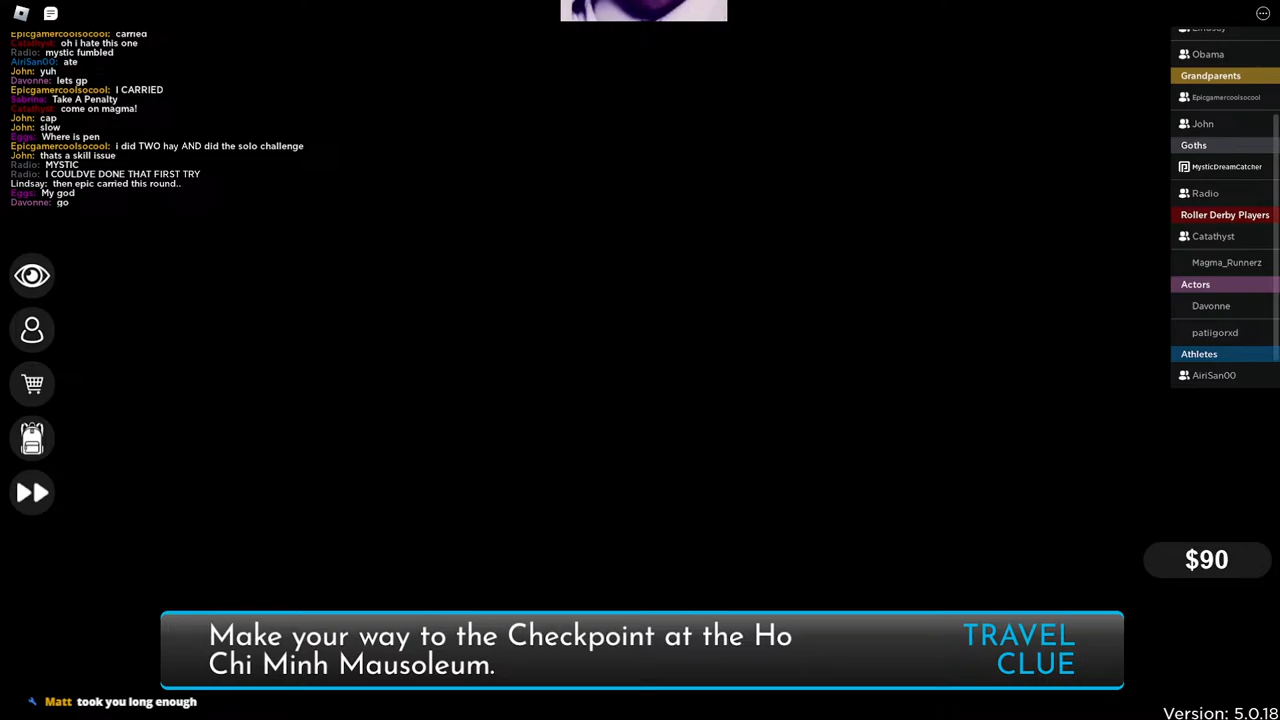 Epicgamercoolsocool: carried
Catathyst: oh i hate this one
Radio: mystic fumbled
AiriSan00: ate
John: yuh
Davonne: lets gp
Epicgamercoolsocool: I CARRIED
Sabrina: Take A Penalty
Catathyst: come on magma!
John: cap
John: slow
Eggs: Where is pen
Epicgamercoolsocool: i did TWO hay AND did the solo challenge
John: thats a skill issue
Radio: MYSTIC
Radio: I COULDVE DONE THAT FIRST TRY
Lindsay: then epic carried this round..
Eggs: My god
Davonne: go
Lindsay
Obama
Grandparents
Epicgamercoolsocool
John
Goths
MysticDreamCatcher
Radio
Roller Derby Players
Catathyst
Magma_Runnerz
Actors
Davonne
patiigorxd
Athletes
AiriSan00
$90
Make your way to the Checkpoint at the Ho
Chi Minh Mausoleum.
TRAVEL
CLUE
Matt took you long enough
Version: 5.0.18